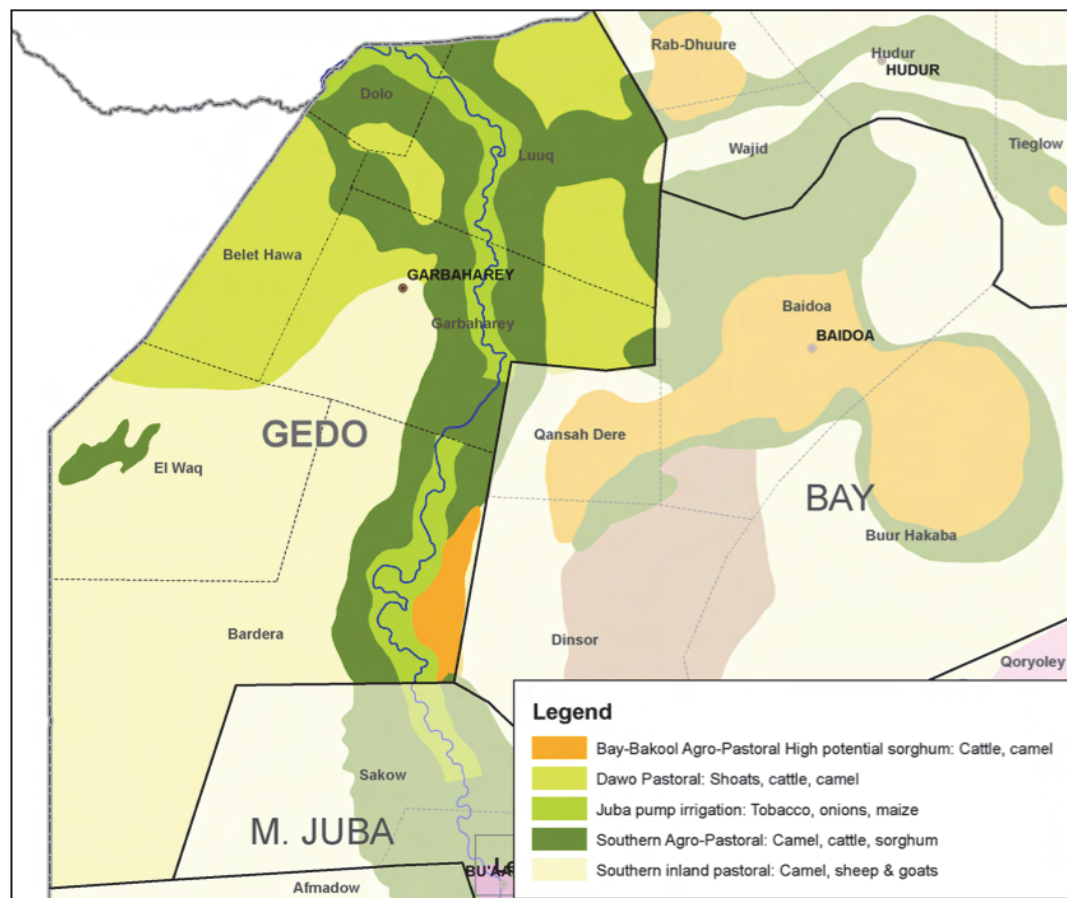 Rab-Dhuure
Hudur
HUDUR
Dolo
Luuq
Wajid
Tieglow
Belet Hawa
GARBAHAREY
Garbaharey
Baidoa
BAIDOA
GEDO
Qansah Dere
El Waq
BAY
Buur Hakaba
Bardera
Dinsor
Qoryoley
Sakow
M. JUBA
Afmadow
BU'AA
Legend
Bay-Bakool Agro-Pastoral High potential sorghum: Cattle, camel
Dawo Pastoral: Shoats, cattle, camel
Juba pump irrigation: Tobacco, onions, maize
Southern Agro-Pastoral: Camel, cattle, sorghum
Southern inland pastoral: Camel, sheep & goats